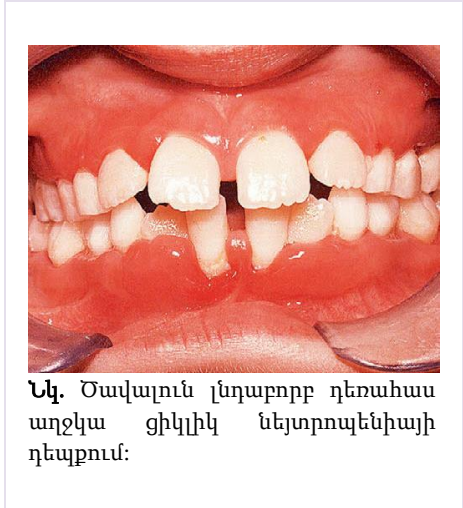 Նկ. Ծավալուն լնդաբորբ դեռահաս
աղջկա ցիկլիկ նեյտրոպենիայի
դեպքում: